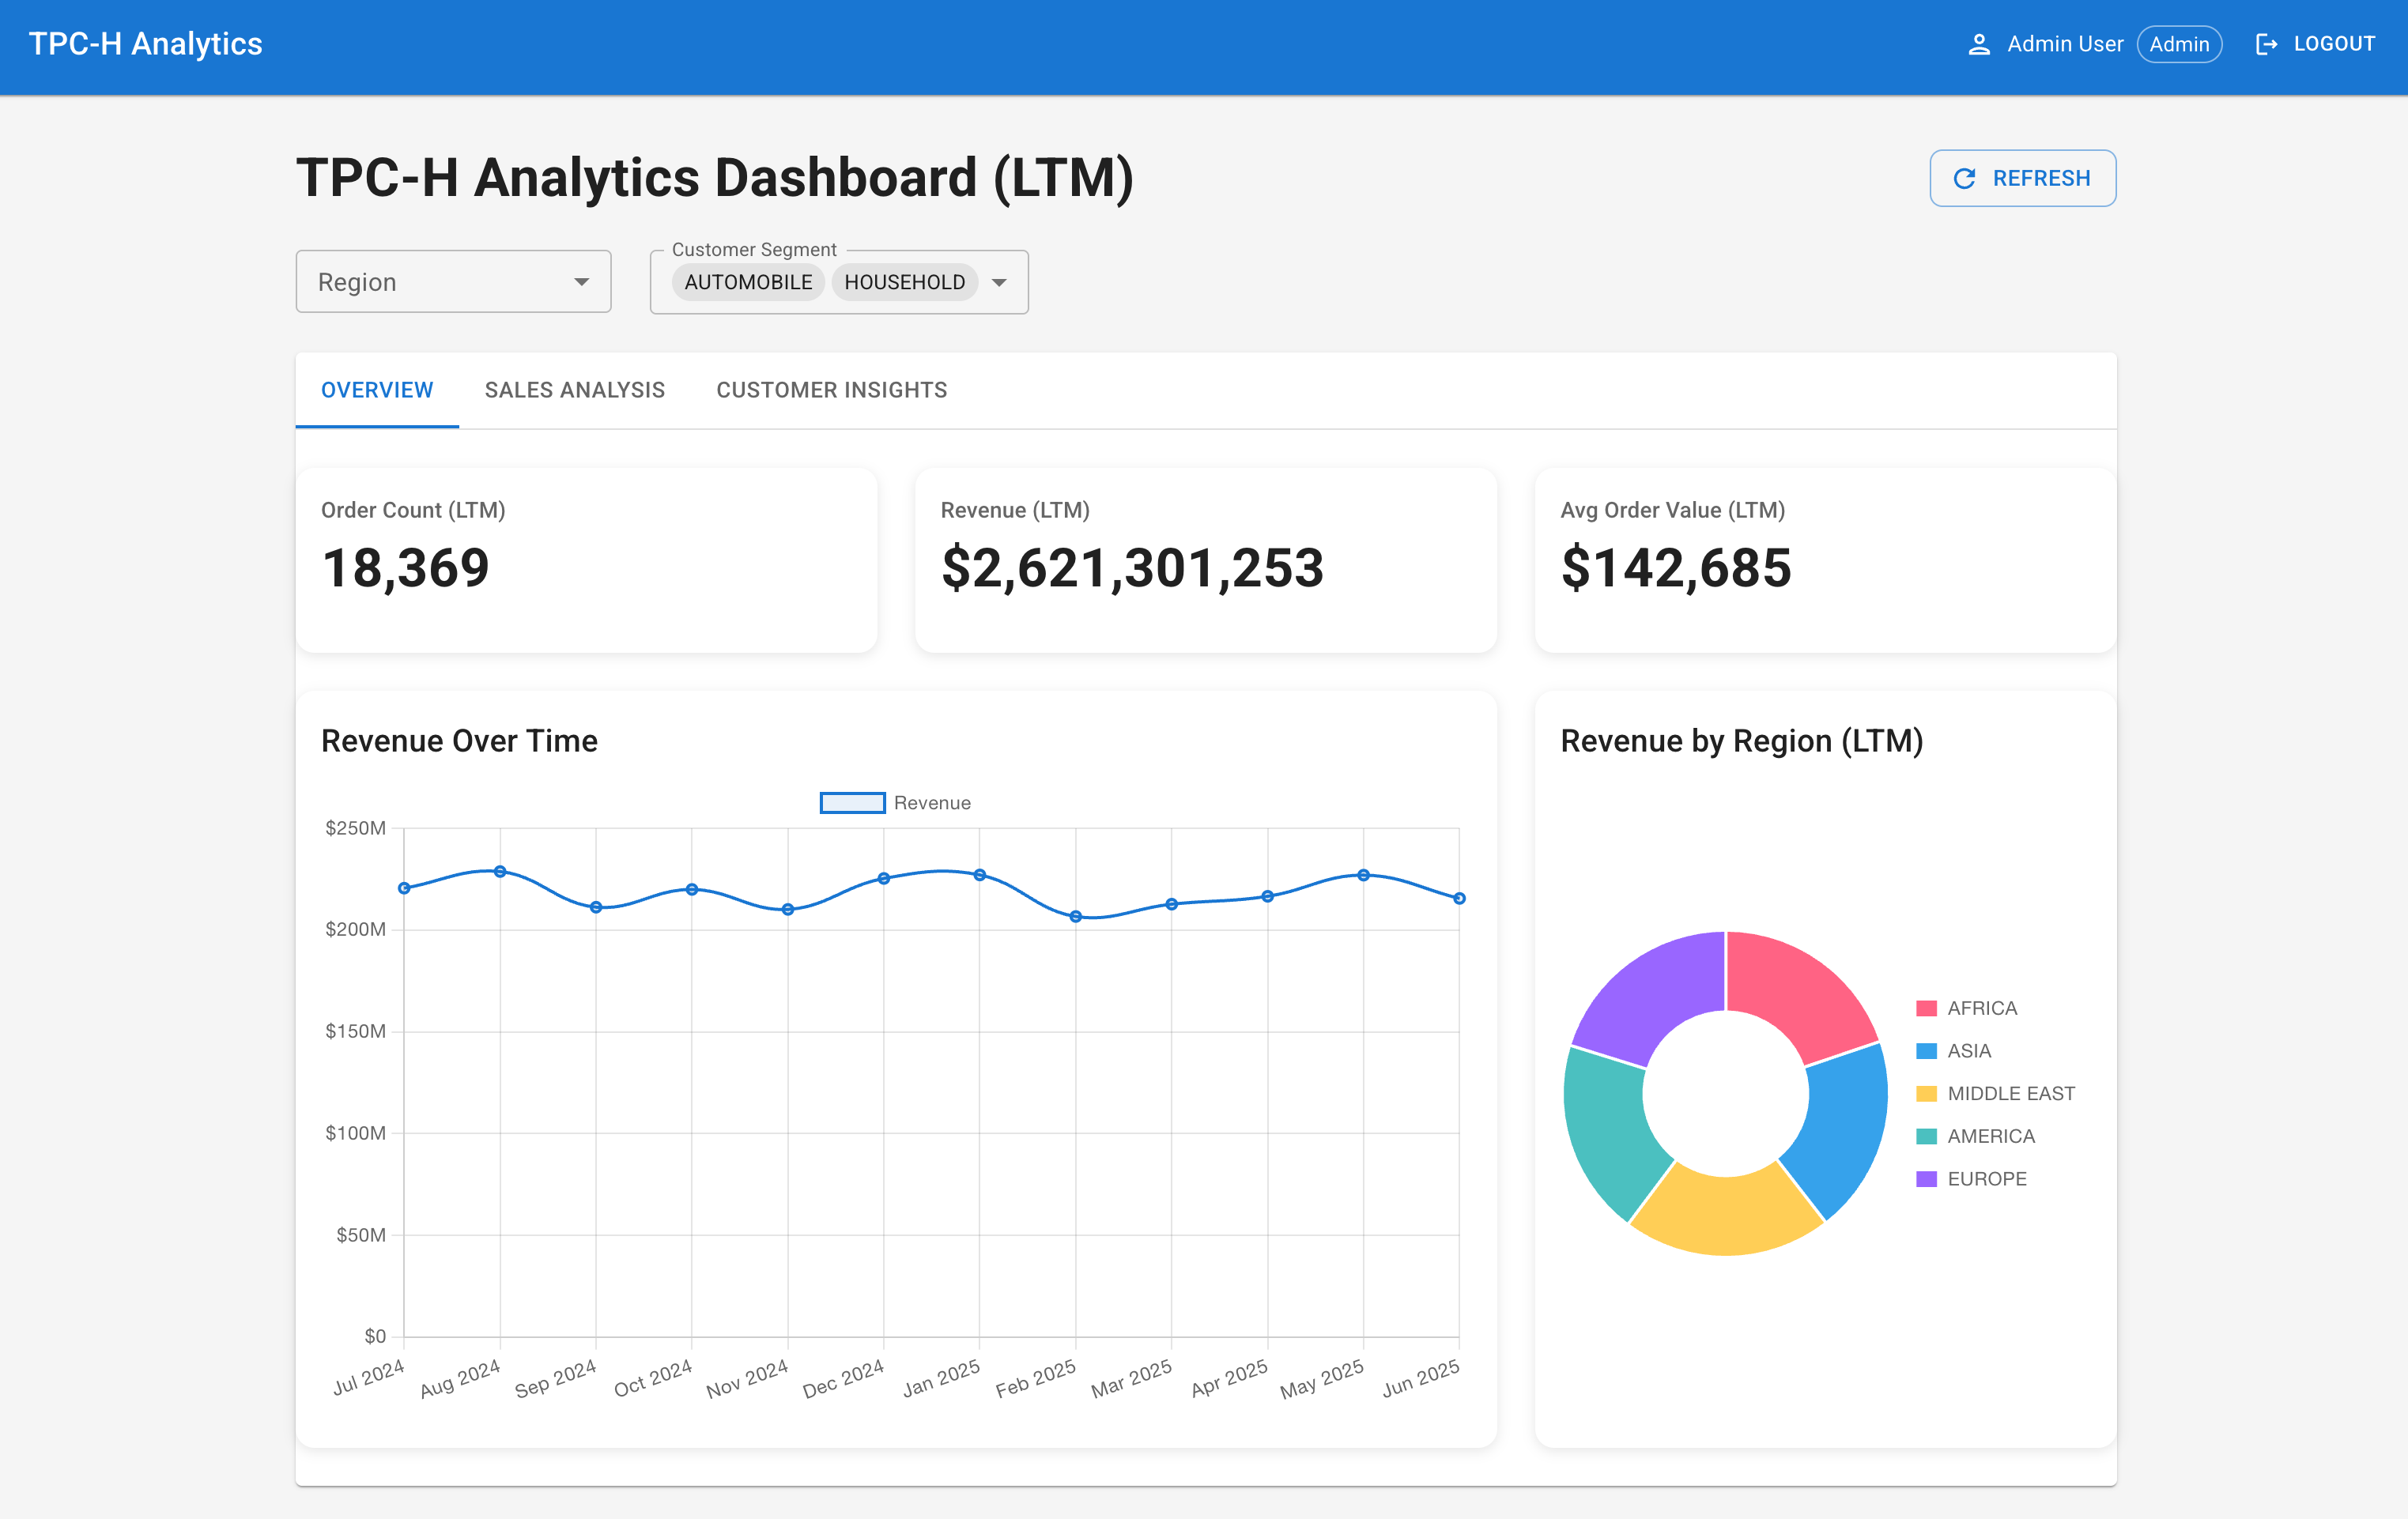 TPC-H Analytics
Admin User Admin LOGOUT
TPC-H Analytics Dashboard (LTM)
REFRESH
Region
Customer Segment
AUTOMOBILE HOUSEHOLD
OVERVIEW SALES ANALYSIS CUSTOMER INSIGHTS
Order Count (LTM)
18,369
Revenue (LTM)
$2,621,301,253
Avg Order Value (LTM)
$142,685
Revenue Over Time
Revenue
$250M
$200M
$150M
$100M
$50M
$0
Jul 2024
Aug 2024
Sep 2024
Oct 2024
Nov 2024
Dec 2024
Jan 2025
Feb 2025
Mar 2025
Apr 2025
May 2025
Jun 2025
Revenue by Region (LTM)
AFRICA
ASIA
MIDDLE EAST
AMERICA
EUROPE